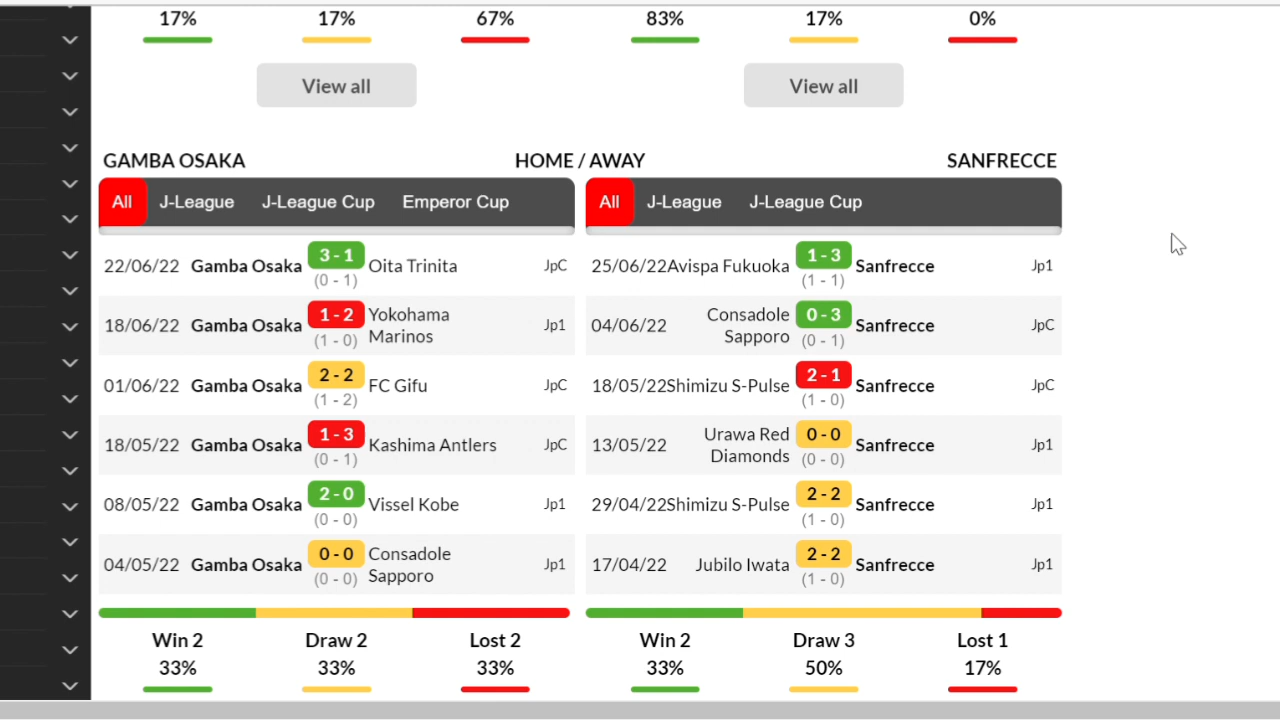 17% 17% 67% 83% 17% 0%
View all View all
GAMBA OSAKA HOME / AWAY SANFRECCE
All J-League J-League Cup Emperor Cup All J-League J-League Cup
22/06/22 Gamba Osaka 3 - 1 (0 - 1) Oita Trinita JpC
18/06/22 Gamba Osaka 1 - 2 (1 - 0) Yokohama Marinos Jp1
01/06/22 Gamba Osaka 2 - 2 (1 - 2) FC Gifu JpC
18/05/22 Gamba Osaka 1 - 3 (0 - 1) Kashima Antlers JpC
08/05/22 Gamba Osaka 2 - 0 (0 - 0) Vissel Kobe Jp1
04/05/22 Gamba Osaka 0 - 0 (0 - 0) Consadole Sapporo Jp1
Win 2 Draw 2 Lost 2
33% 33% 33%
25/06/22 Avispa Fukuoka 1 - 3 (1 - 1) Sanfrecce Jp1
04/06/22 Consadole Sapporo 0 - 3 (0 - 1) Sanfrecce JpC
18/05/22 Shimizu S-Pulse 2 - 1 (1 - 0) Sanfrecce JpC
13/05/22 Urawa Red Diamonds 0 - 0 (0 - 0) Sanfrecce Jp1
29/04/22 Shimizu S-Pulse 2 - 2 (1 - 0) Sanfrecce Jp1
17/04/22 Jubilo Iwata 2 - 2 (1 - 0) Sanfrecce Jp1
Win 2 Draw 3 Lost 1
33% 50% 17%